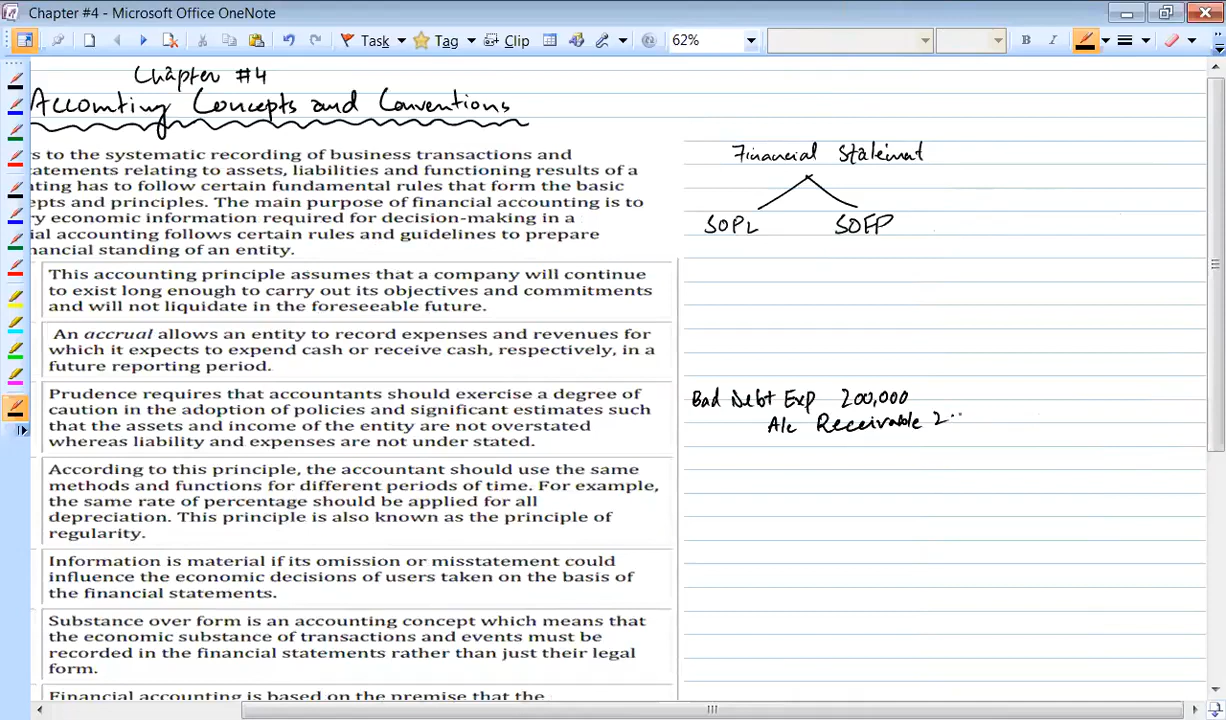 Chapter #4 - Microsoft Office OneNote
Task
Tag
Clip
62%
B I
Chapter #4
Accomting Concepts and Conventions
s to the systematic recording of business transactions and
atements relating to assets, liabilities and functioning results of a
nting has to follow certain fundamental rules that form the basic
epts and principles. The main purpose of financial accounting is to
ry economic information required for decision-making in a
ial accounting follows certain rules and guidelines to prepare
nancial standing of an entity.
This accounting principle assumes that a company will continue
to exist long enough to carry out its objectives and commitments
and will not liquidate in the foreseeable future.
An accrual allows an entity to record expenses and revenues for
which it expects to expend cash or receive cash, respectively, in a
future reporting period.
Prudence requires that accountants should exercise a degree of
caution in the adoption of policies and significant estimates such
that the assets and income of the entity are not overstated
whereas liability and expenses are not under stated.
According to this principle, the accountant should use the same
methods and functions for different periods of time. For example,
the same rate of percentage should be applied for all
depreciation. This principle is also known as the principle of
regularity.
Information is material if its omission or misstatement could
influence the economic decisions of users taken on the basis of
the financial statements.
Substance over form is an accounting concept which means that
the economic substance of transactions and events must be
recorded in the financial statements rather than just their legal
form.
Financial accounting is based on the premise that the
Financial Statement
SOPL SOFP
Bad Debt Exp 200,000
A/c Receivable 2··